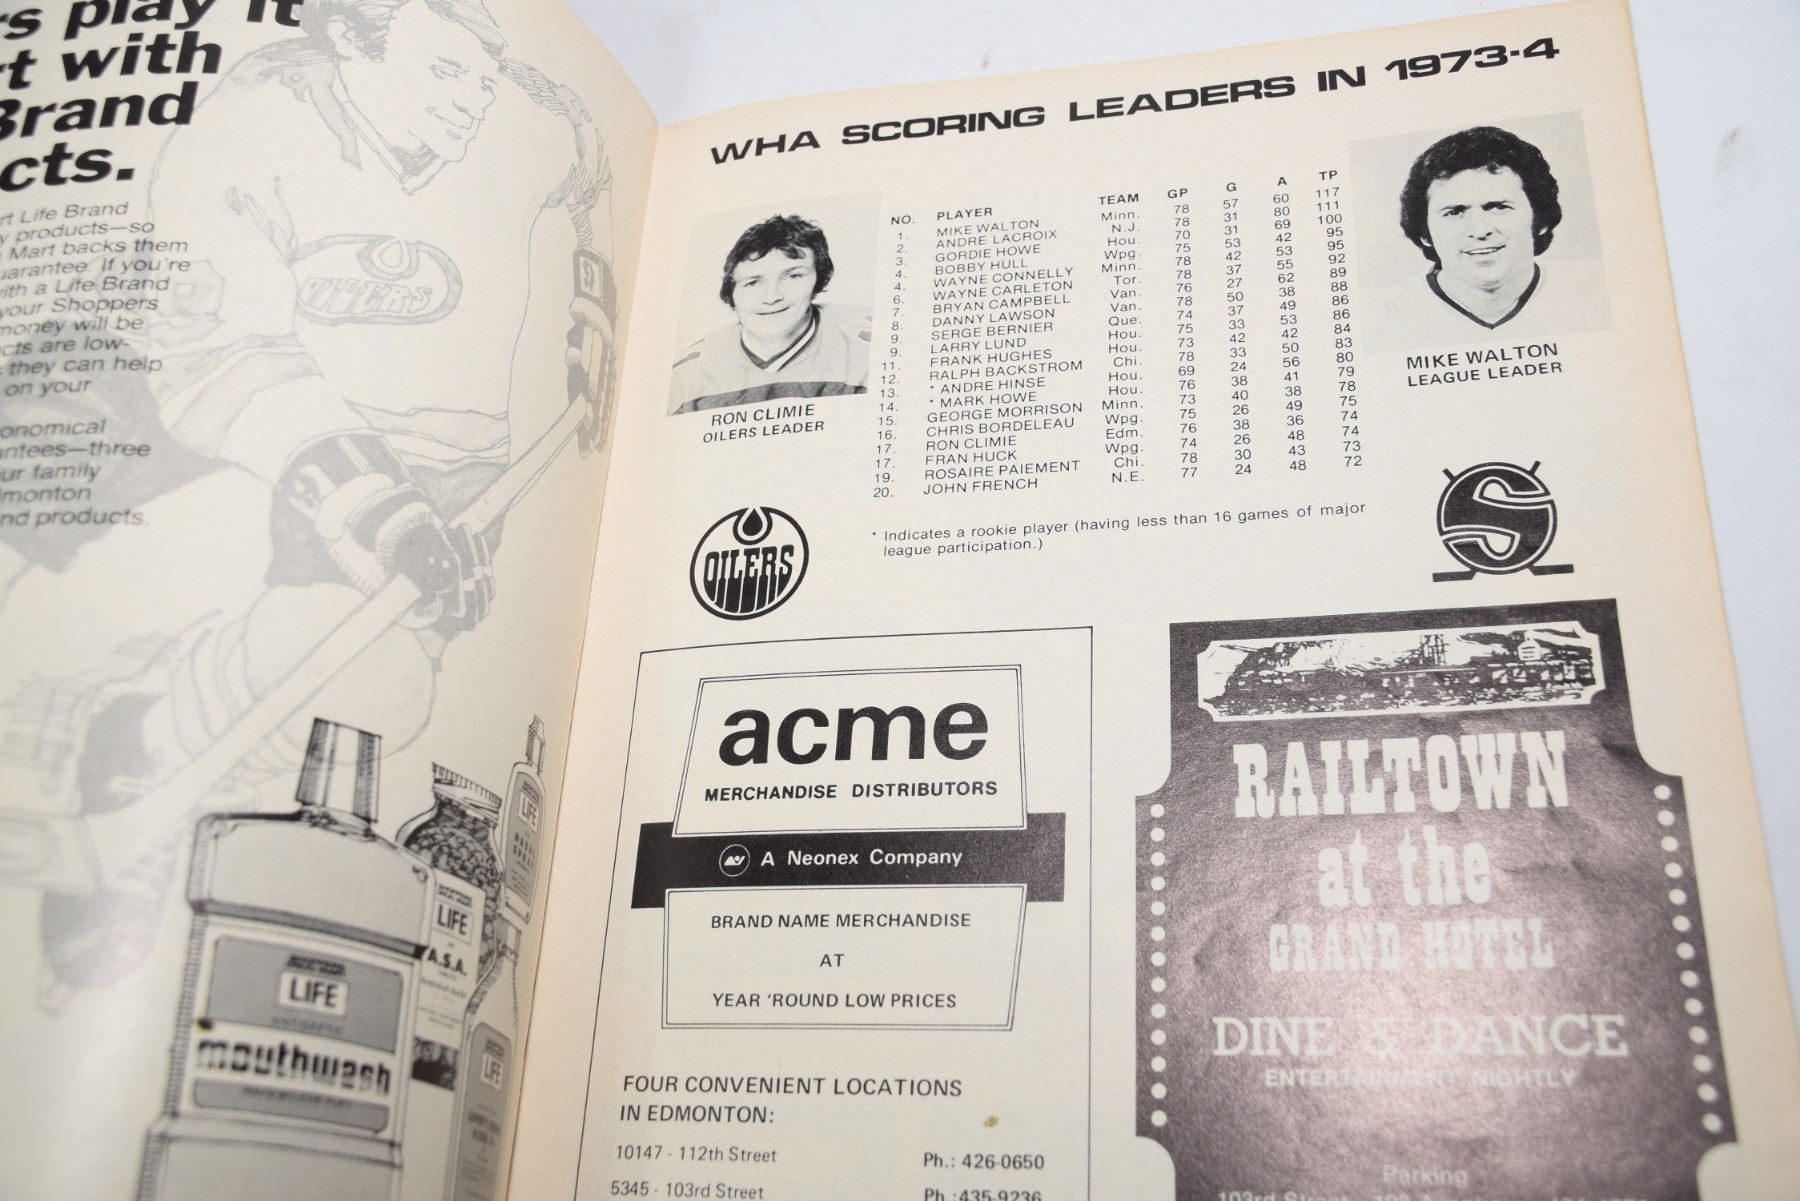 play it
with
Brand
cts.
Life Brand
products—so
Mart backs them
If you're
with a Life Brand
your Shoppers
money will be
are low-
they can help
on your
onomical
antees—three
ur family
dmonton
nd products.
OILERS
LIFE
LIFE
A.S.A.
LIFE
ANTISEPTIC
mouthwash
LIFE
WHA SCORING LEADERS IN 1973-4
NO. PLAYER TEAM GP G A TP
1. MIKE WALTON Minn. 78 57 60 117
2. ANDRE LACROIX N.J. 78 31 80 111
3. GORDIE HOWE Hou. 70 31 69 100
4. BOBBY HULL Wpg. 75 53 42 95
4. WAYNE CONNELLY Minn. 78 42 53 95
6. WAYNE CARLETON Tor. 78 37 55 92
7. BRYAN CAMPBELL Van. 76 27 62 89
8. DANNY LAWSON Van. 78 50 38 88
9. SERGE BERNIER Que. 74 37 49 86
9. LARRY LUND Hou. 75 33 53 86
11. FRANK HUGHES Hou. 73 42 42 84
12. RALPH BACKSTROM Chi. 78 33 50 83
13. * ANDRE HINSE Hou. 69 24 56 80
14. * MARK HOWE Hou. 76 38 41 79
15. GEORGE MORRISON Minn. 73 40 38 78
16. CHRIS BORDELEAU Wpg. 75 26 49 75
17. RON CLIMIE Edm. 76 38 36 74
17. FRAN HUCK Wpg. 74 26 48 74
19. ROSAIRE PAIEMENT Chi. 78 30 43 73
20. JOHN FRENCH N.E. 77 24 48 72
RON CLIMIE
OILERS LEADER
MIKE WALTON
LEAGUE LEADER
* Indicates a rookie player (having less than 16 games of major
league participation.)
OILERS
S
acme
MERCHANDISE DISTRIBUTORS
A Neonex Company
BRAND NAME MERCHANDISE
AT
YEAR 'ROUND LOW PRICES
FOUR CONVENIENT LOCATIONS
IN EDMONTON:
10147 - 112th Street Ph.: 426-0650
5345 - 103rd Street Ph.: 435-9236
RAILTOWN
at the
GRAND HOTEL
DINE & DANCE
ENTERTAINMENT NIGHTLY
Parking
103rd Street